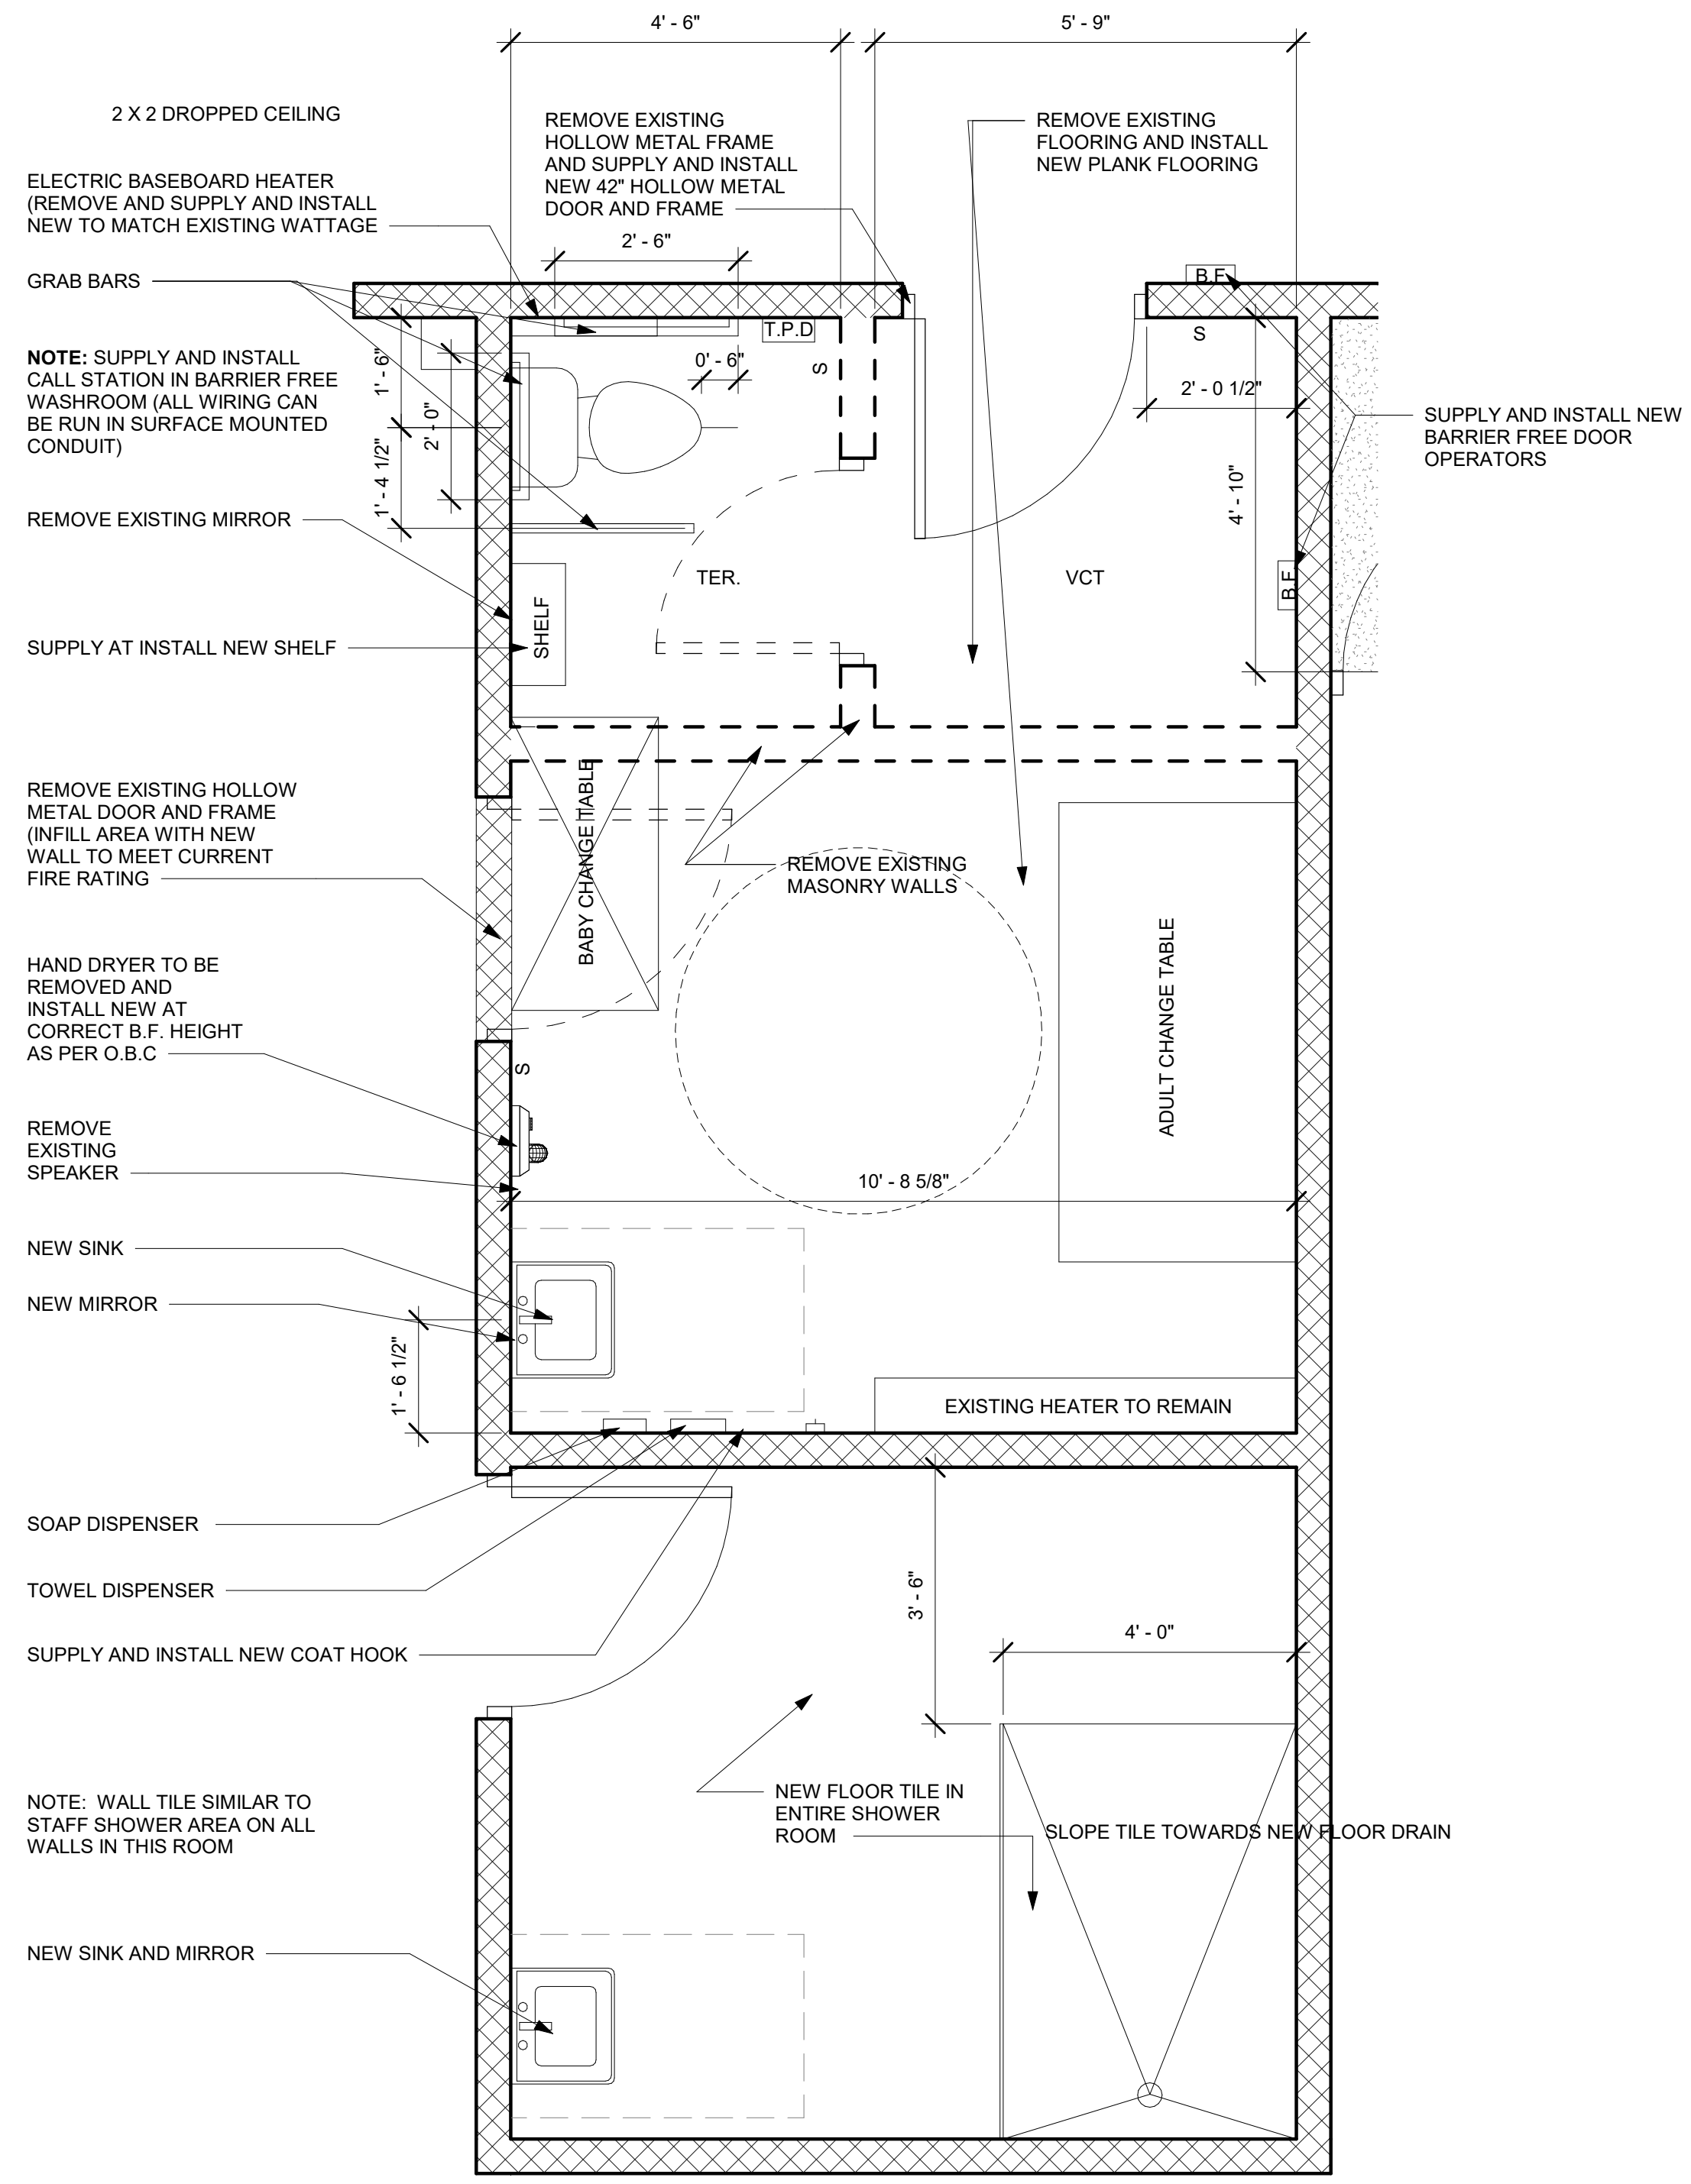 4' - 6"
5' - 9"
2 X 2 DROPPED CEILING
REMOVE EXISTING
HOLLOW METAL FRAME
AND SUPPLY AND INSTALL
NEW 42" HOLLOW METAL
DOOR AND FRAME
REMOVE EXISTING
FLOORING AND INSTALL
NEW PLANK FLOORING
ELECTRIC BASEBOARD HEATER
(REMOVE AND SUPPLY AND INSTALL
NEW TO MATCH EXISTING WATTAGE
2' - 6"
GRAB BARS
B.F.
T.P.D
S
S
NOTE: SUPPLY AND INSTALL
CALL STATION IN BARRIER FREE
WASHROOM (ALL WIRING CAN
BE RUN IN SURFACE MOUNTED
CONDUIT)
1' - 6"
0' - 6"
2' - 0"
1' - 4 1/2"
2' - 0 1/2"
4' - 10"
SUPPLY AND INSTALL NEW
BARRIER FREE DOOR
OPERATORS
REMOVE EXISTING MIRROR
TER.
VCT
B.F.
SHELF
SUPPLY AT INSTALL NEW SHELF
REMOVE EXISTING HOLLOW
METAL DOOR AND FRAME
(INFILL AREA WITH NEW
WALL TO MEET CURRENT
FIRE RATING
BABY CHANGE TABLE
REMOVE EXISTING
MASONRY WALLS
ADULT CHANGE TABLE
HAND DRYER TO BE
REMOVED AND
INSTALL NEW AT
CORRECT B.F. HEIGHT
AS PER O.B.C
S
REMOVE
EXISTING
SPEAKER
10' - 8 5/8"
NEW SINK
NEW MIRROR
1' - 6 1/2"
EXISTING HEATER TO REMAIN
SOAP DISPENSER
TOWEL DISPENSER
3' - 6"
4' - 0"
SUPPLY AND INSTALL NEW COAT HOOK
NEW FLOOR TILE IN
ENTIRE SHOWER
ROOM
NOTE:  WALL TILE SIMILAR TO
STAFF SHOWER AREA ON ALL
WALLS IN THIS ROOM
SLOPE TILE TOWARDS NEW FLOOR DRAIN
NEW SINK AND MIRROR